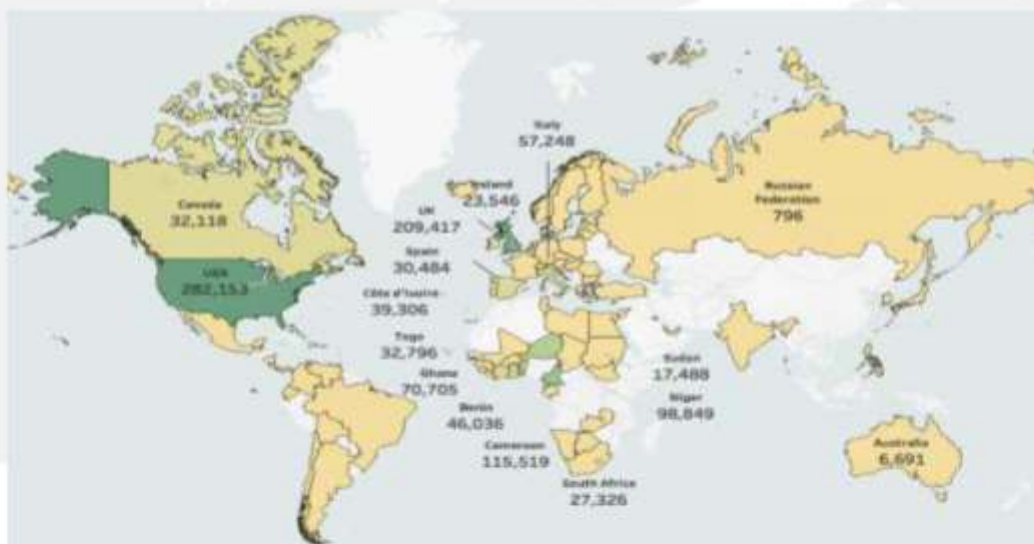 Italy
57,248
Ireland
23,546
Canada
32,118
UK
209,417
Russian
Federation
796
Spain
30,484
USA
282,153
Côte d'Ivoire
39,306
Togo
32,796
Sudan
17,488
Ghana
70,705
Niger
98,849
Benin
46,036
Cameroon
115,519
Australia
6,691
South Africa
27,326